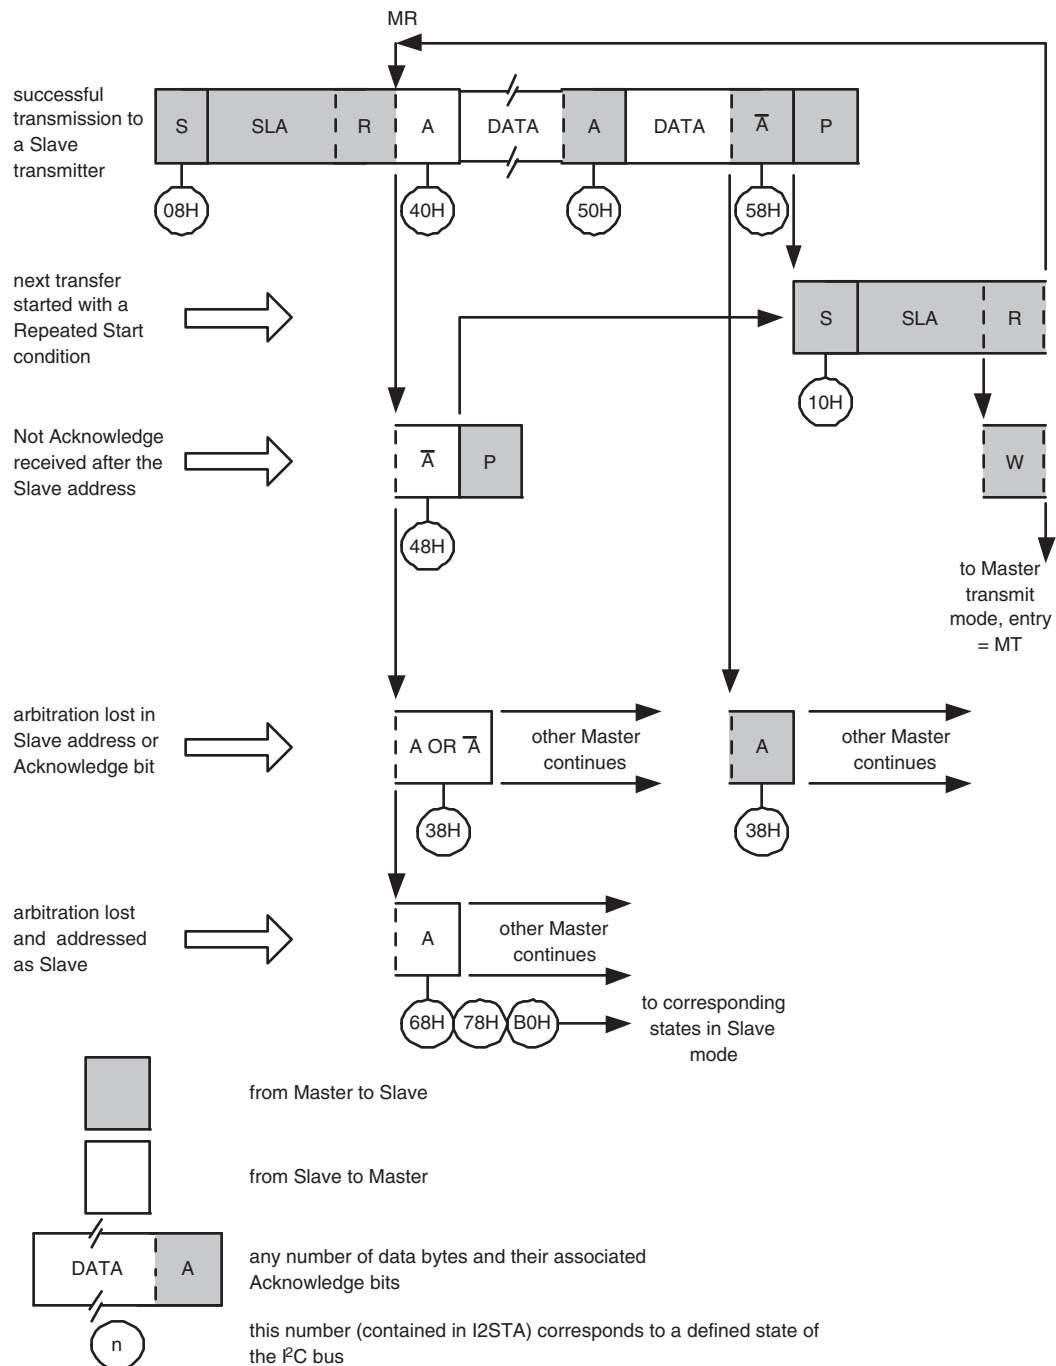 MR
successful
transmission to
a Slave
transmitter
S SLA R A DATA A DATA A̅ P
08H 40H 50H 58H
next transfer
started with a
Repeated Start
condition
S SLA R
10H
Not Acknowledge
received after the
Slave address
A̅ P
W
48H
to Master
transmit
mode, entry
= MT
arbitration lost in
Slave address or
Acknowledge bit
A OR A̅
other Master
continues
A
other Master
continues
38H 38H
arbitration lost
and addressed
as Slave
A
other Master
continues
68H 78H B0H
to corresponding
states in Slave
mode
from Master to Slave
from Slave to Master
DATA A
any number of data bytes and their associated
Acknowledge bits
n
this number (contained in I2STA) corresponds to a defined state of
the I²C bus